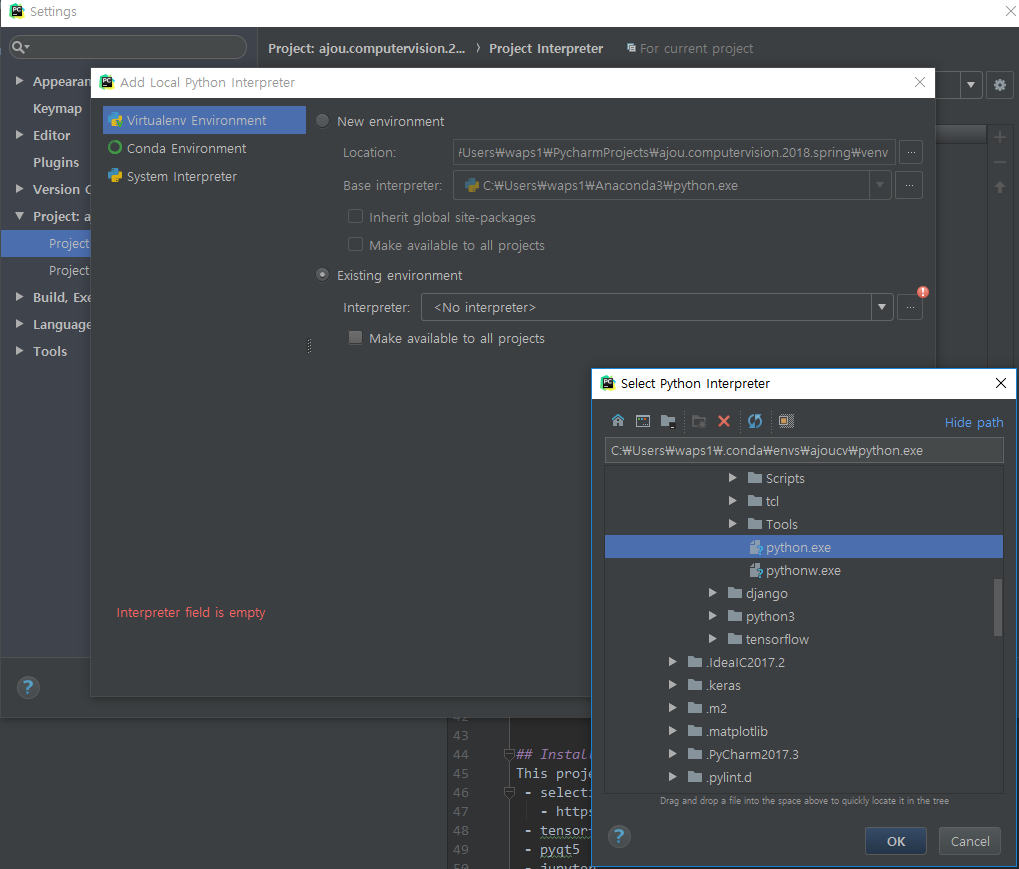 Settings
Project: ajou.computervision.2... › Project Interpreter For current project
Appearan
Keymap
Editor
Plugins
Version C
Project: a
Project
Project
Build, Exe
Language
Tools
Add Local Python Interpreter
Virtualenv Environment
Conda Environment
System Interpreter
New environment
Location: Users₩waps1₩PycharmProjects₩ajou.computervision.2018.spring₩venv ...
Base interpreter: C:₩Users₩waps1₩Anaconda3₩python.exe ...
Inherit global site-packages
Make available to all projects
Existing environment
Interpreter: <No interpreter> ...
Make available to all projects
Interpreter field is empty
Select Python Interpreter
Hide path
C:₩Users₩waps1₩.conda₩envs₩ajoucv₩python.exe
Scripts
tcl
Tools
python.exe
pythonw.exe
django
python3
tensorflow
.IdeaIC2017.2
.keras
.m2
.matplotlib
.PyCharm2017.3
.pylint.d
Drag and drop a file into the space above to quickly locate it in the tree
OK Cancel
42
43
44 ## Instal
45 This proje
46 - selecti
47 - http
48 - tensor
49 - pyqt5
50 - jupyter